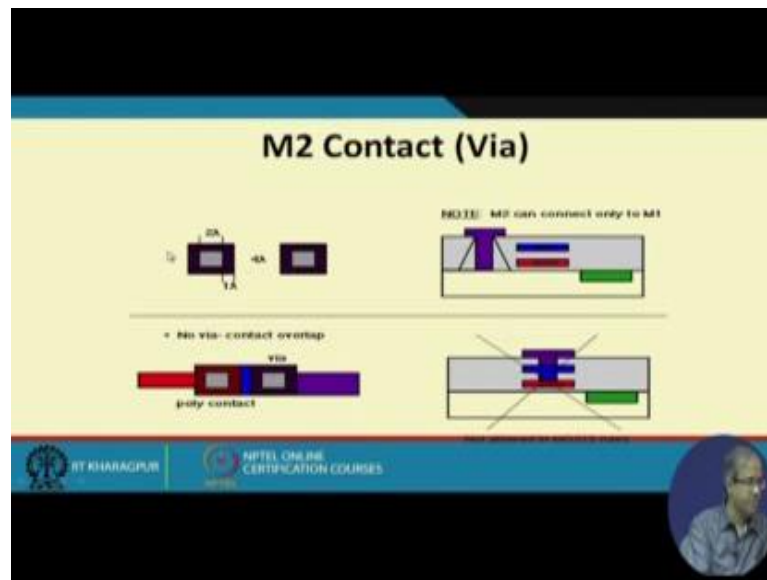 M2 Contact (Via)
NOTE: M2 can connect only to M1
2λ
4λ
1λ
• No via- contact overlap
via
poly contact
IIT KHARAGPUR
NPTEL ONLINE
CERTIFICATION COURSES
NPTEL